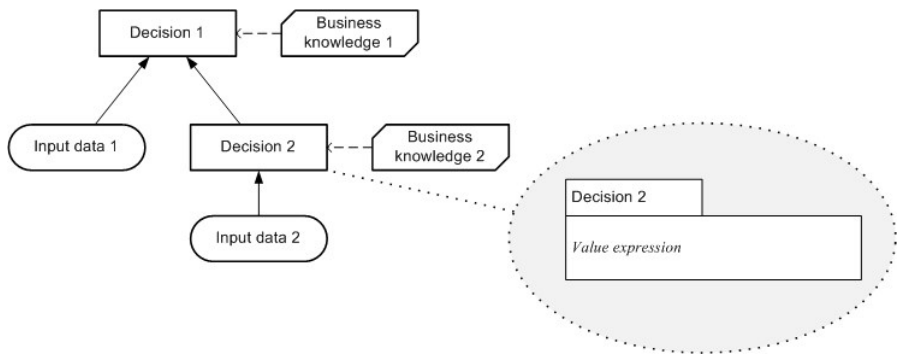 Decision 1
Business
knowledge 1
Input data 1
Decision 2
Business
knowledge 2
Input data 2
Decision 2
Value expression